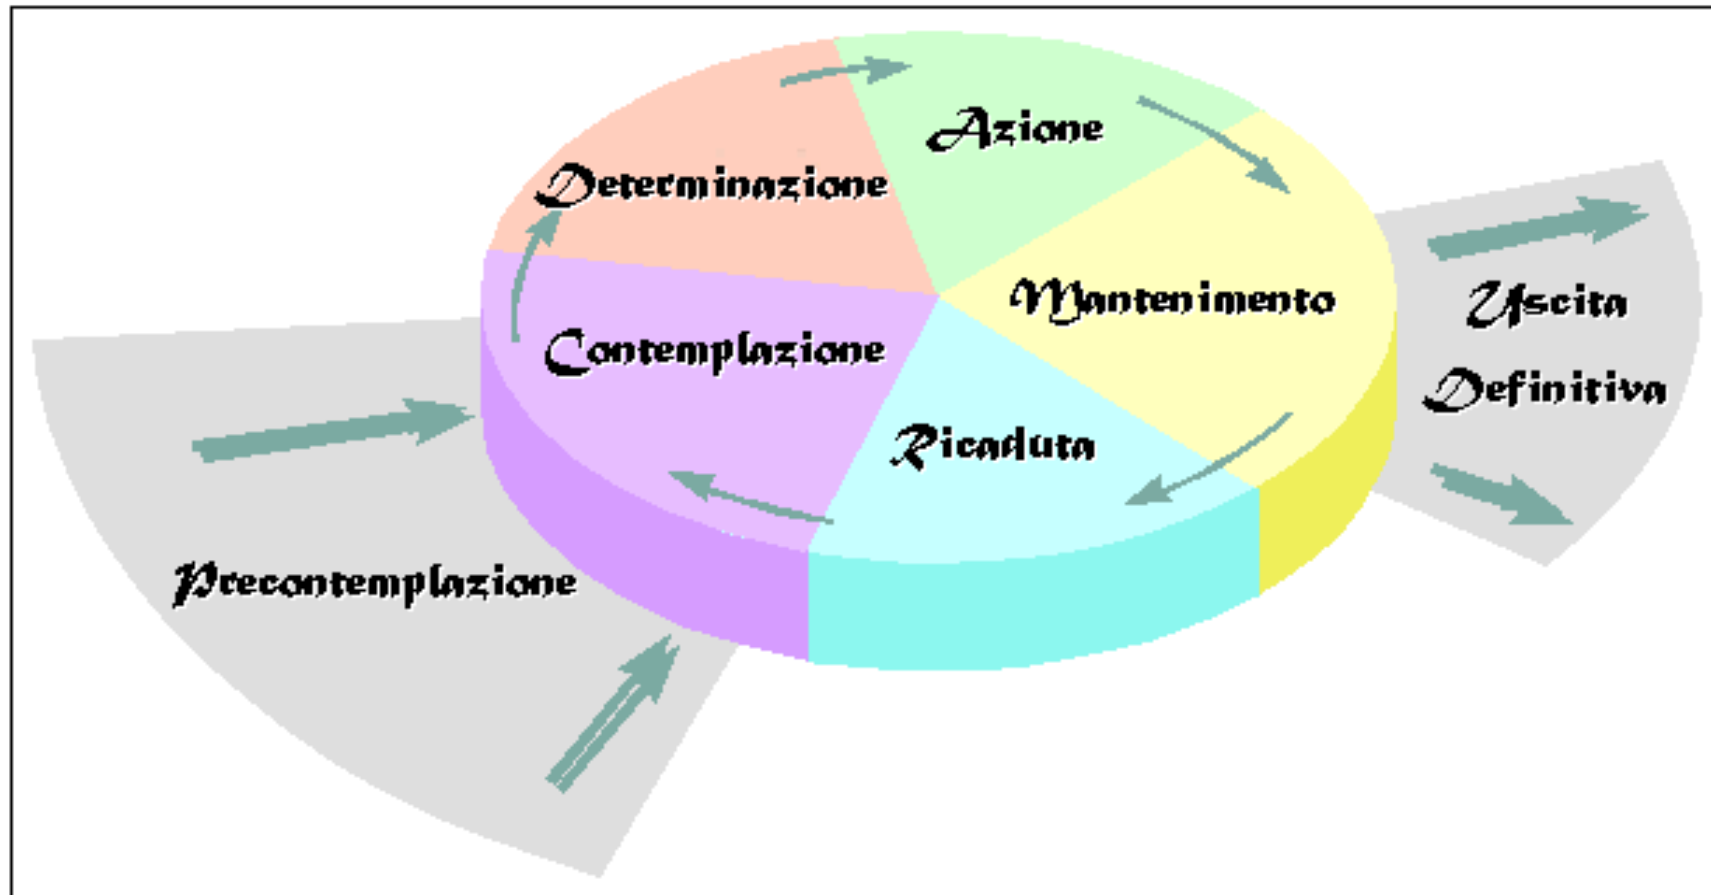 Azione
Determinazione
Mantenimento
Uscita
Definitiva
Contemplazione
Ricaduta
Precontemplazione